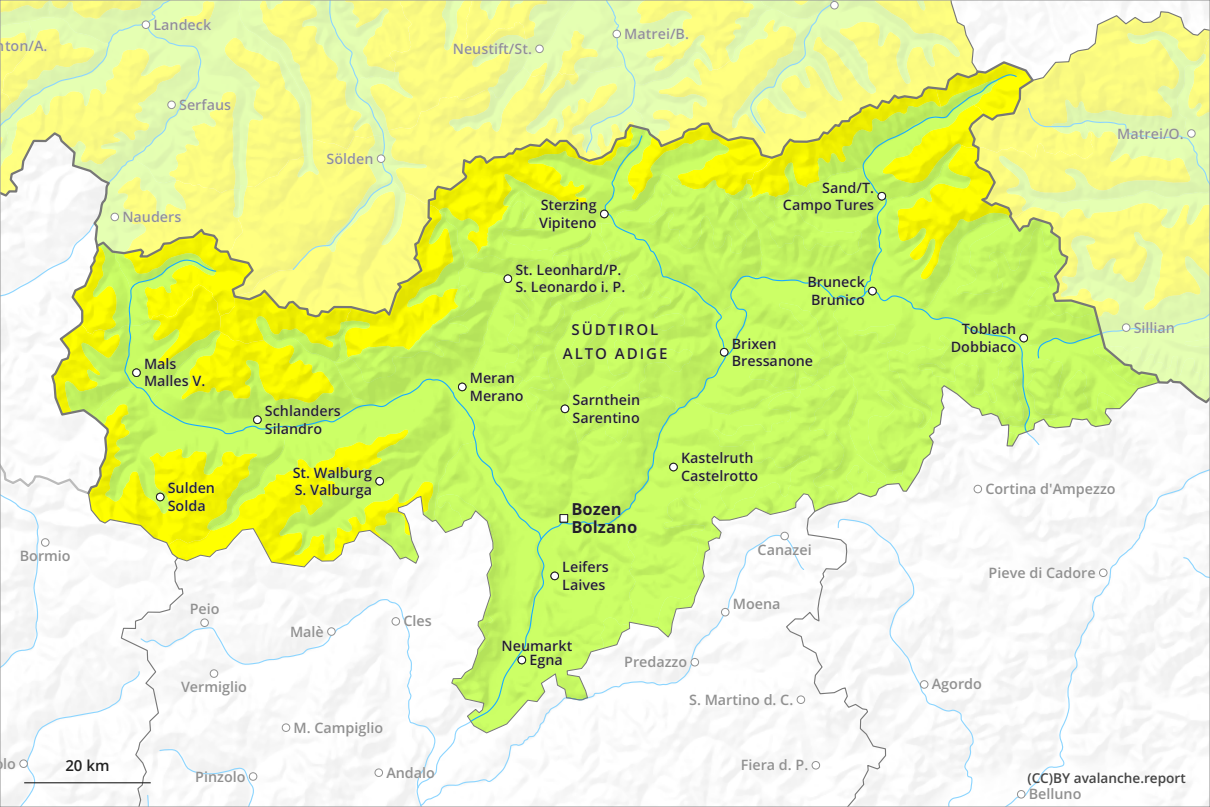 Landeck
nton/A.
Neustift/St.
Matrei/B.
Serfaus
Matrei/O.
Sölden
Sand/T.
Campo Tures
Sterzing
Vipiteno
Nauders
St. Leonhard/P.
S. Leonardo i. P.
Bruneck
Brunico
SÜDTIROL
ALTO ADIGE
Toblach
Dobbiaco
Sillian
Brixen
Bressanone
Mals
Malles V.
Meran
Merano
Sarnthein
Sarentino
Schlanders
Silandro
Kastelruth
Castelrotto
St. Walburg
S. Valburga
Sulden
Solda
Cortina d'Ampezzo
Bozen
Bolzano
Bormio
Canazei
Leifers
Laives
Pieve di Cadore
Peio
Moena
Cles
Malè
Neumarkt
Egna
Predazzo
Vermiglio
Agordo
S. Martino d. C.
M. Campiglio
20 km
olo
Pinzolo
Andalo
Fiera d. P.
(CC)BY avalanche.report
Belluno